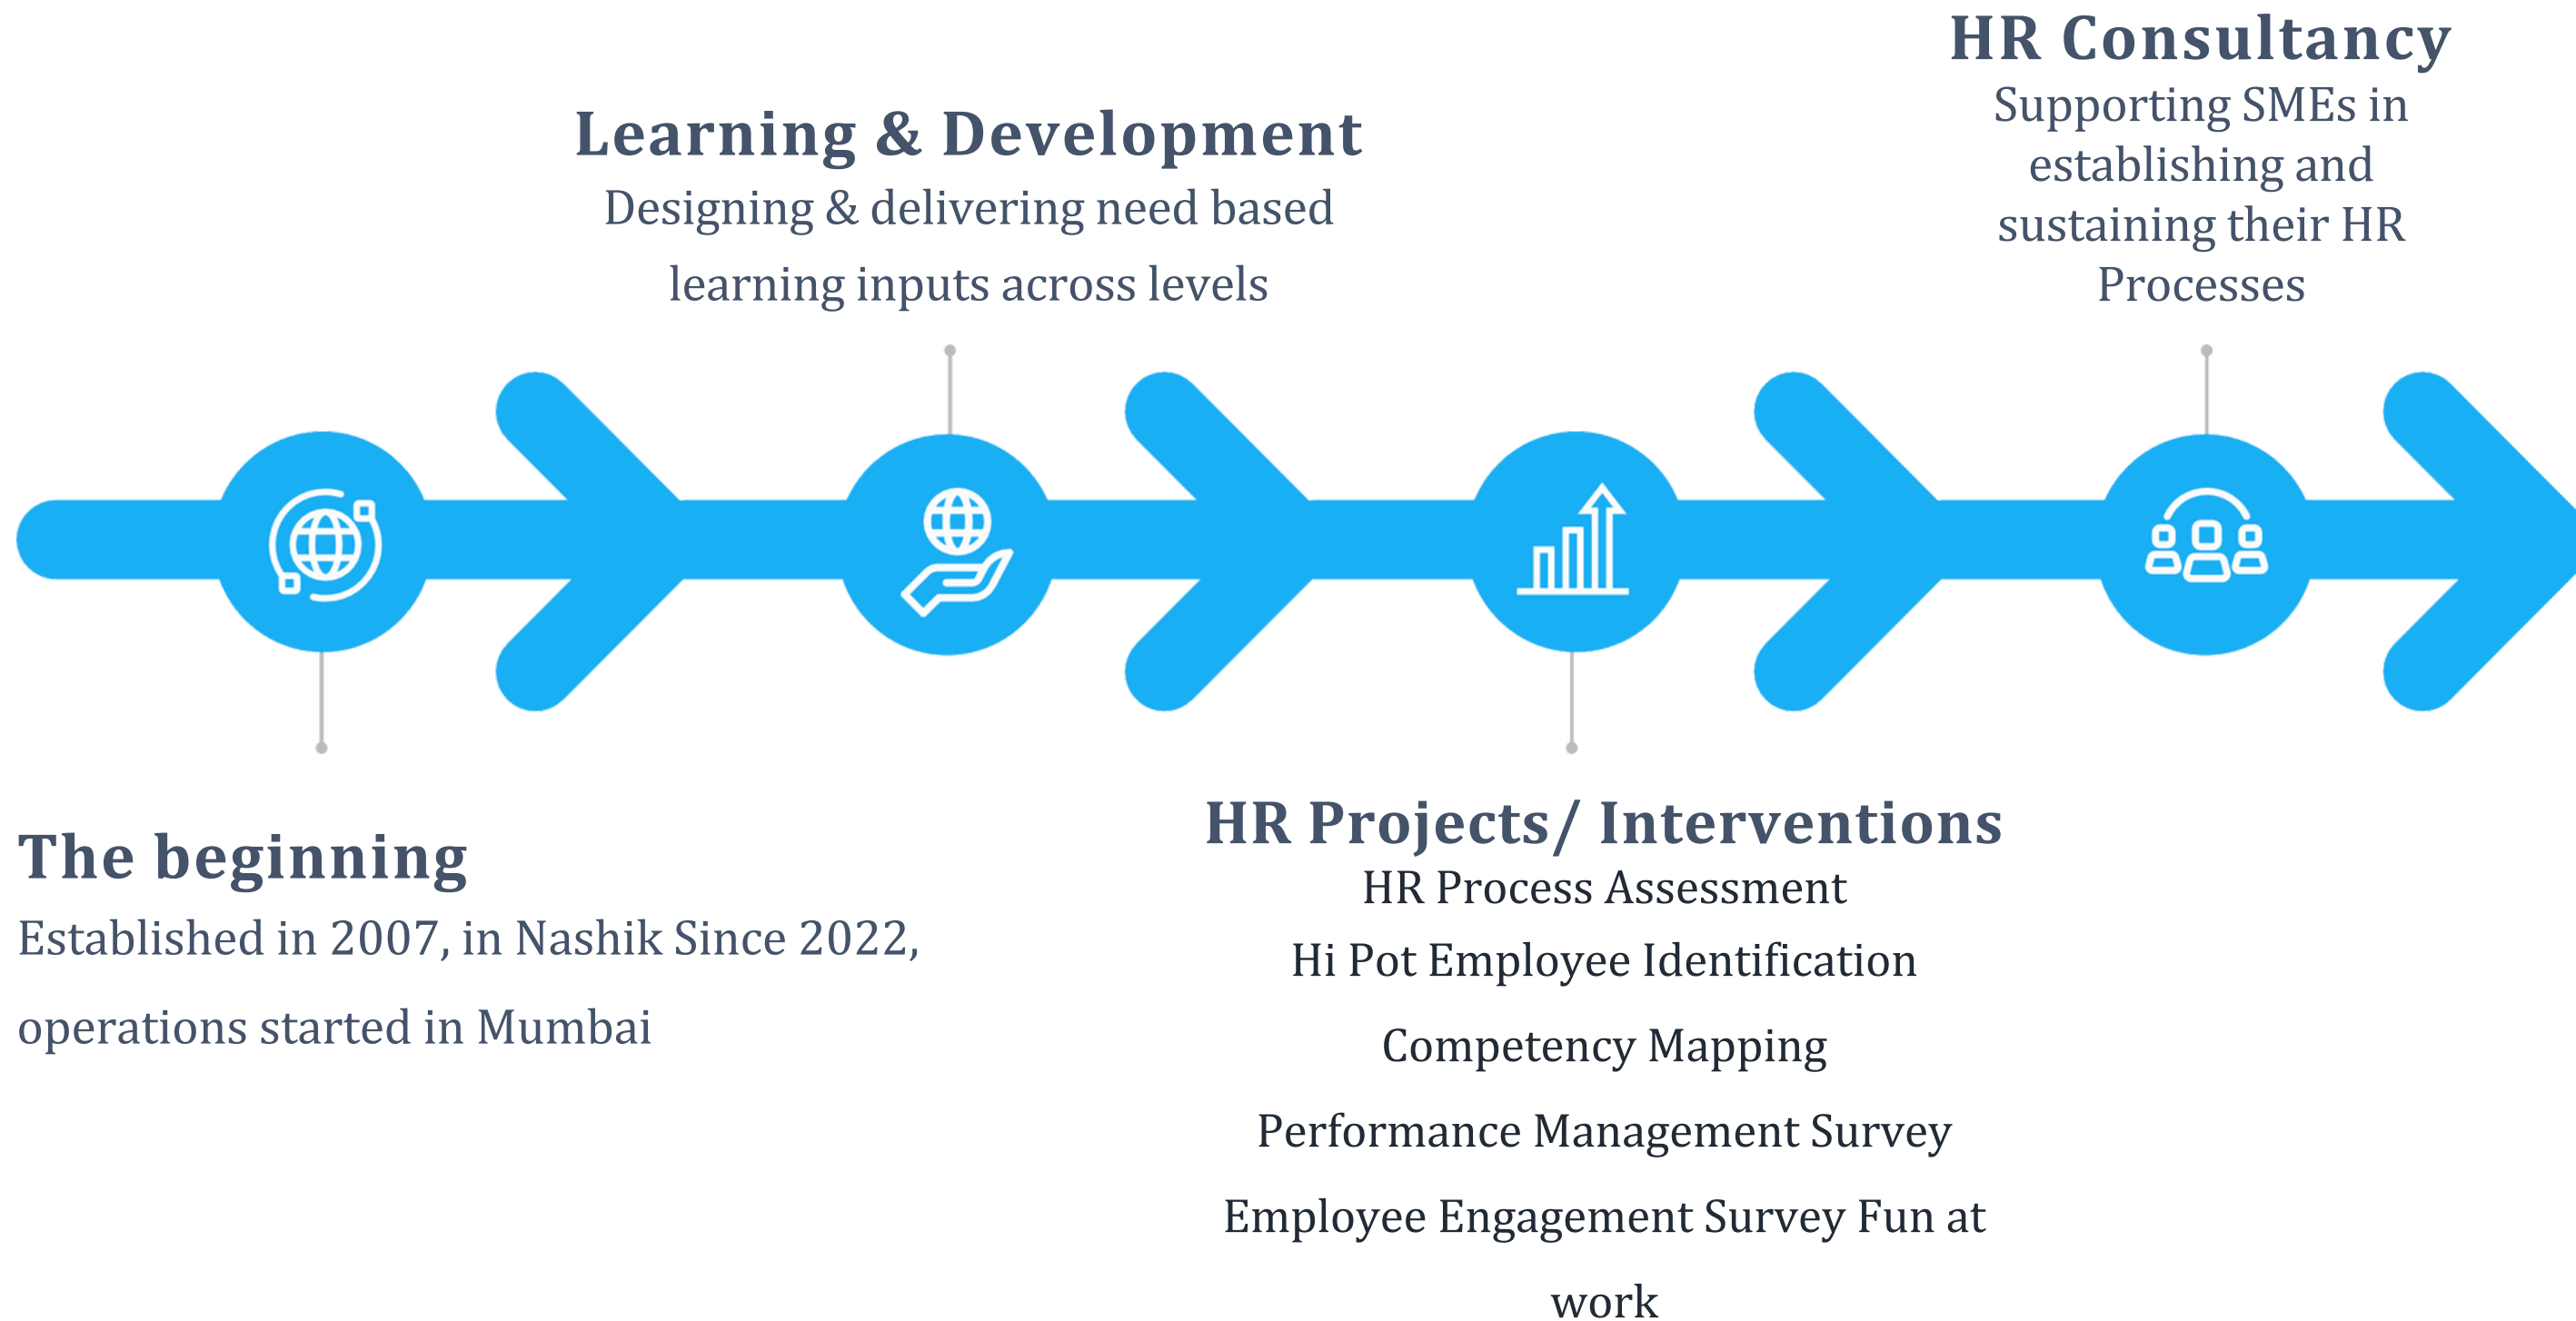 The beginning
Established in 2007, in Nashik Since 2022,
operations started in Mumbai
Learning & Development
Designing & delivering need based
learning inputs across levels
HR Projects/ Interventions
HR Process Assessment
Hi Pot Employee Identification
Competency Mapping
Performance Management Survey
Employee Engagement Survey Fun at
work
HR Consultancy
Supporting SMEs in
establishing and
sustaining their HR
Processes